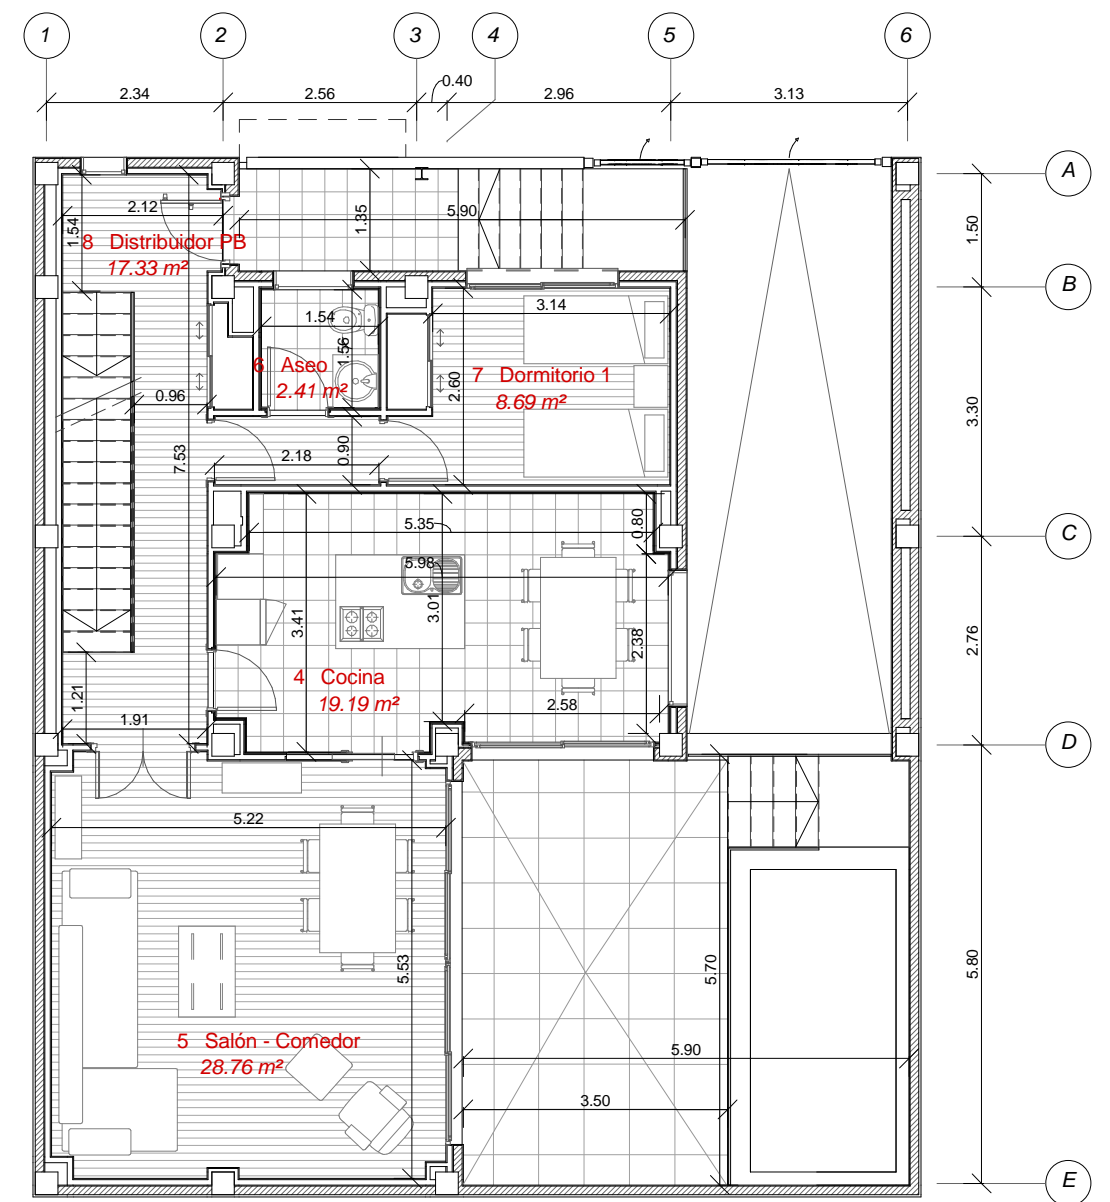 1 2 3 4 5 6
2.34 2.56 0.40 2.96 3.13
A
2.12 1.54 1.35 5.90 1.50
8 Distribuidor PB
17.33 m²
B
1.54 3.14
1.56
6 Aseo
2.41 m²
2.60
7 Dormitorio 1
8.69 m²
0.96 3.30
7.53 2.18 0.90
5.35 0.80
C
5.98
3.41 3.01 2.38 2.76
4 Cocina
19.19 m²
1.21 1.91 2.58
D
5.22
5.53 5.70 5.80
5 Salón - Comedor
28.76 m²
5.90
3.50
E